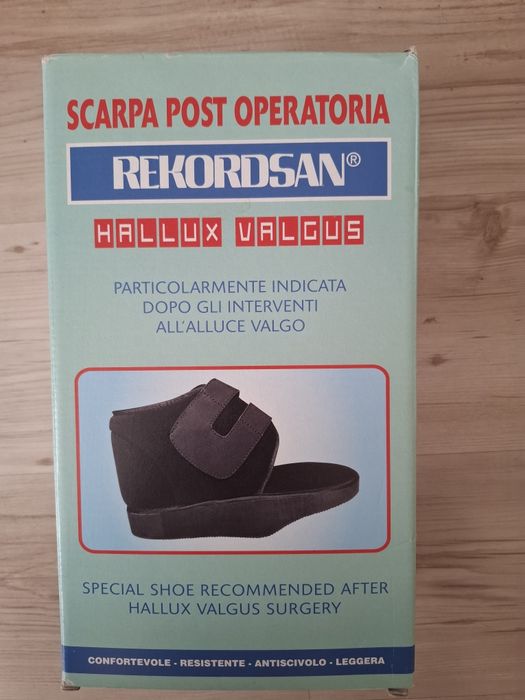 SCARPA POST OPERATORIA
REKORDSAN®
HALLUX VALGUS
PARTICOLARMENTE INDICATA
DOPO GLI INTERVENTI
ALL'ALLUCE VALGO
SPECIAL SHOE RECOMMENDED AFTER
HALLUX VALGUS SURGERY
CONFORTEVOLE - RESISTENTE - ANTISCIVOLO - LEGGERA